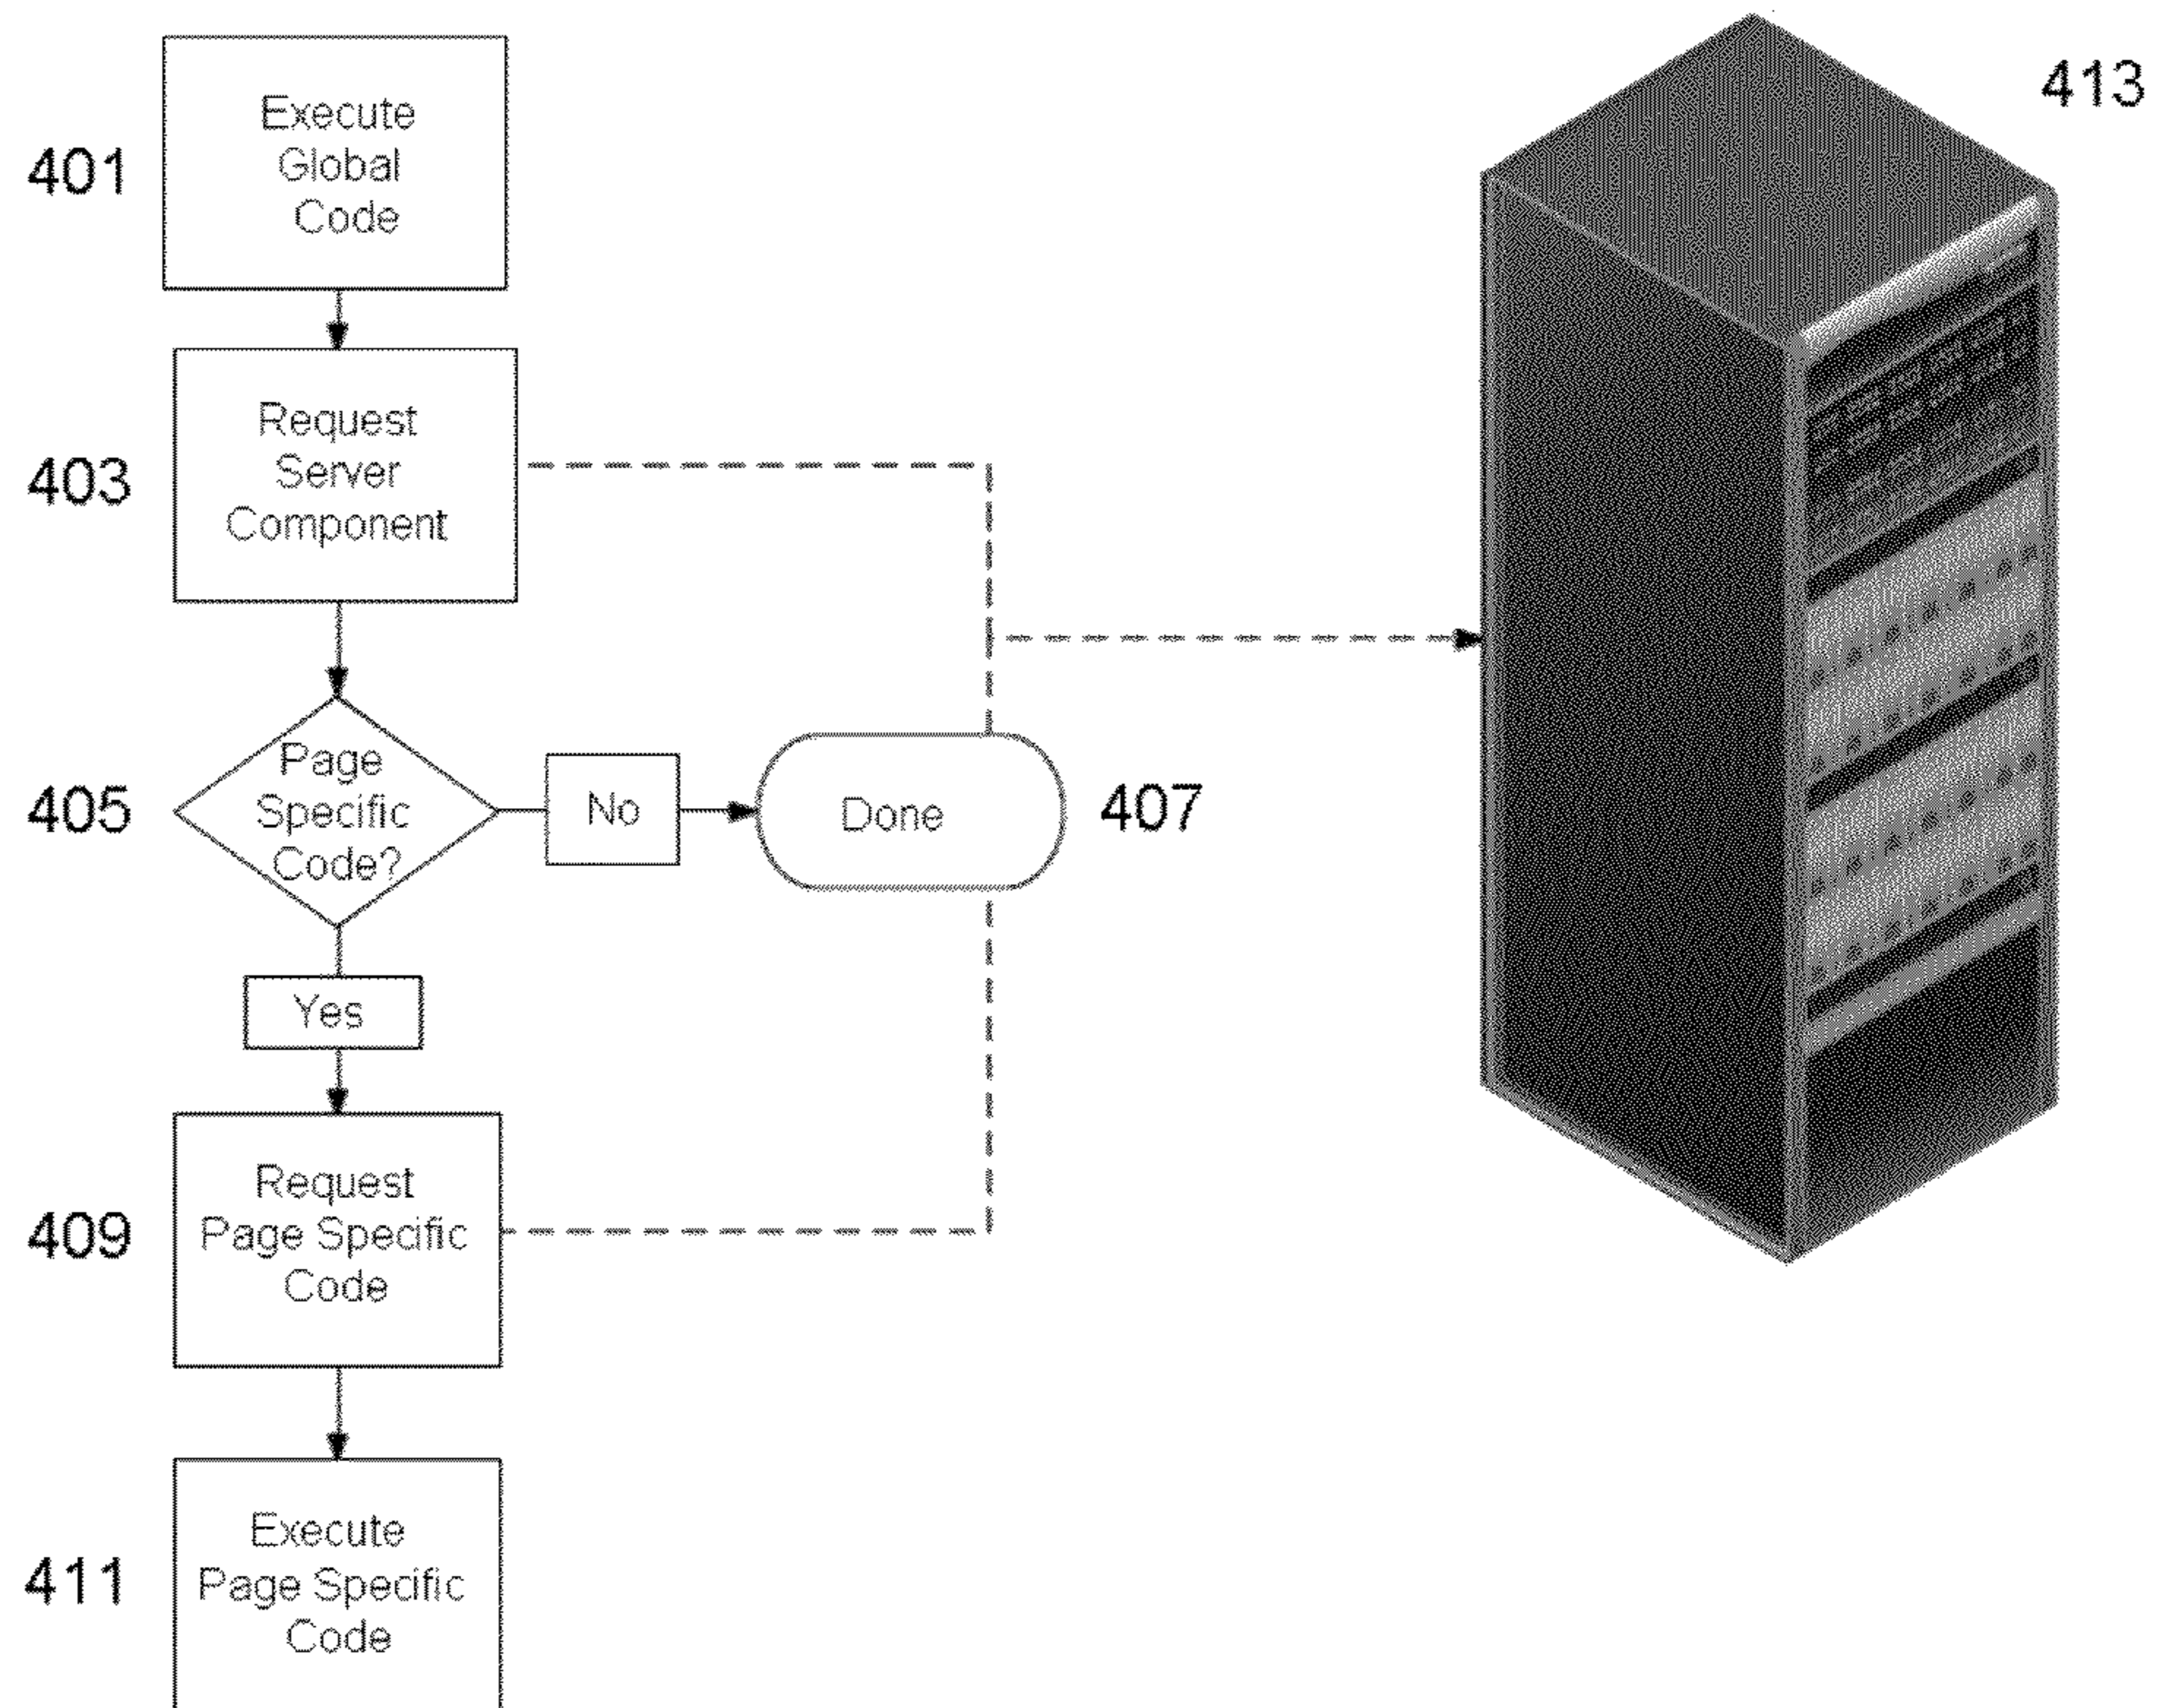 413
401
Execute
Global
Code
403
Request
Server
Component
405
Page
Specific
Code?
No
Done
407
Yes
409
Request
Page Specific
Code
411
Execute
Page Specific
Code